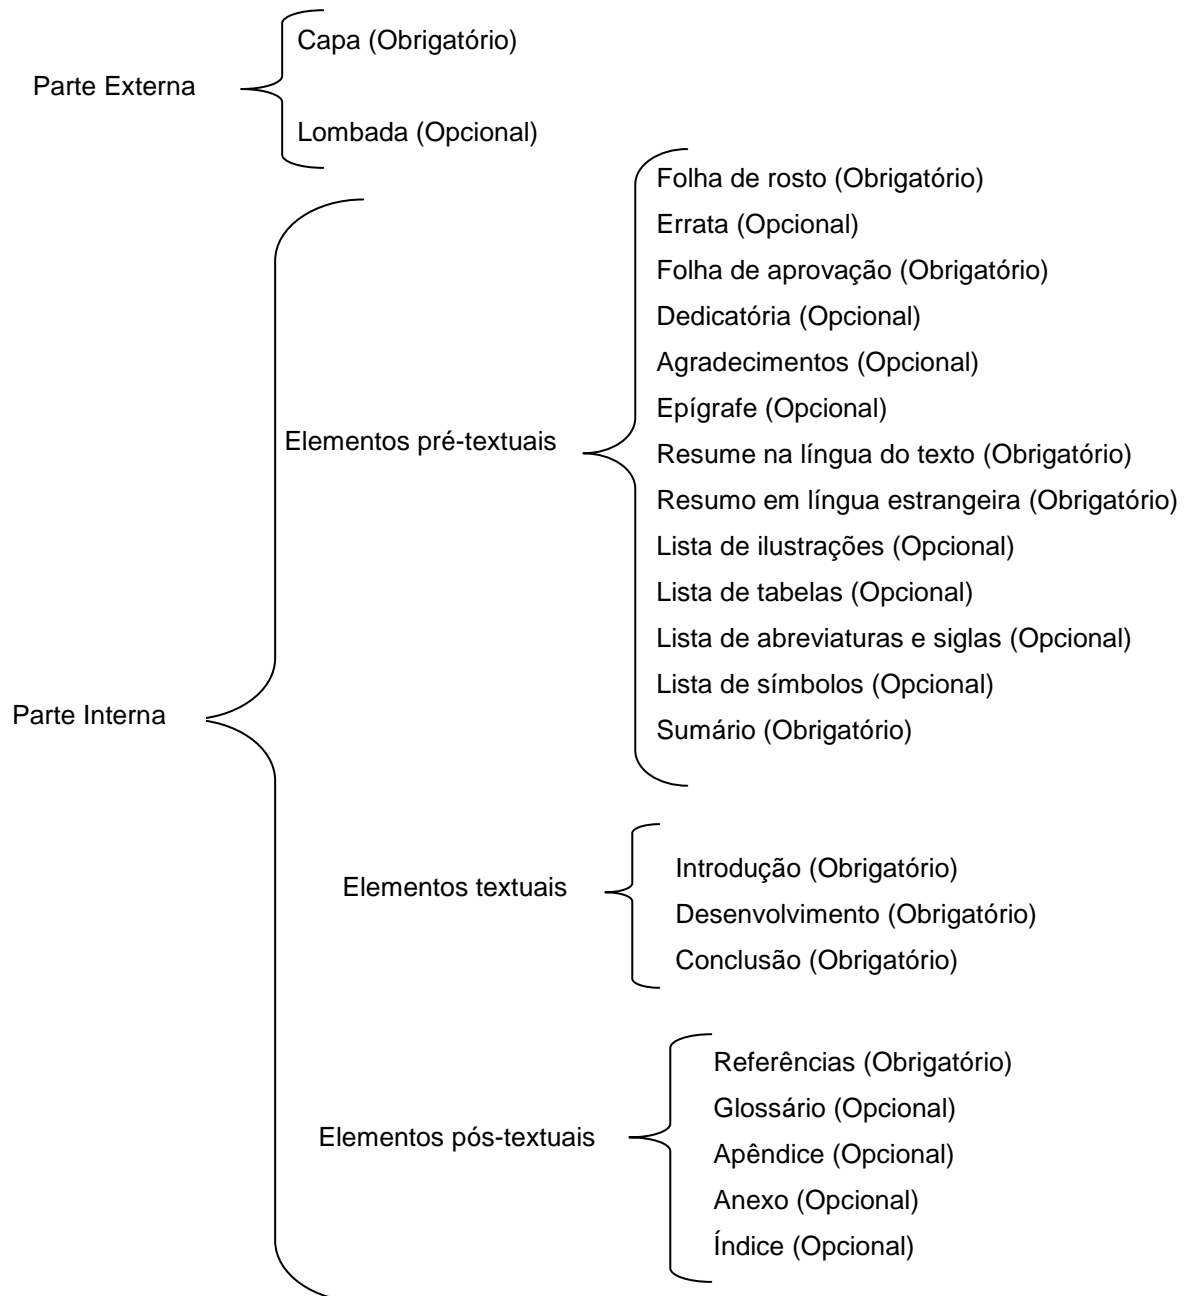 Capa (Obrigatório)
Parte Externa
Lombada (Opcional)
Folha de rosto (Obrigatório)
Errata (Opcional)
Folha de aprovação (Obrigatório)
Dedicatória (Opcional)
Agradecimentos (Opcional)
Epígrafe (Opcional)
Elementos pré-textuais
Resume na língua do texto (Obrigatório)
Resumo em língua estrangeira (Obrigatório)
Lista de ilustrações (Opcional)
Lista de tabelas (Opcional)
Lista de abreviaturas e siglas (Opcional)
Lista de símbolos (Opcional)
Parte Interna
Sumário (Obrigatório)
Introdução (Obrigatório)
Elementos textuais
Desenvolvimento (Obrigatório)
Conclusão (Obrigatório)
Referências (Obrigatório)
Glossário (Opcional)
Elementos pós-textuais
Apêndice (Opcional)
Anexo (Opcional)
Índice (Opcional)